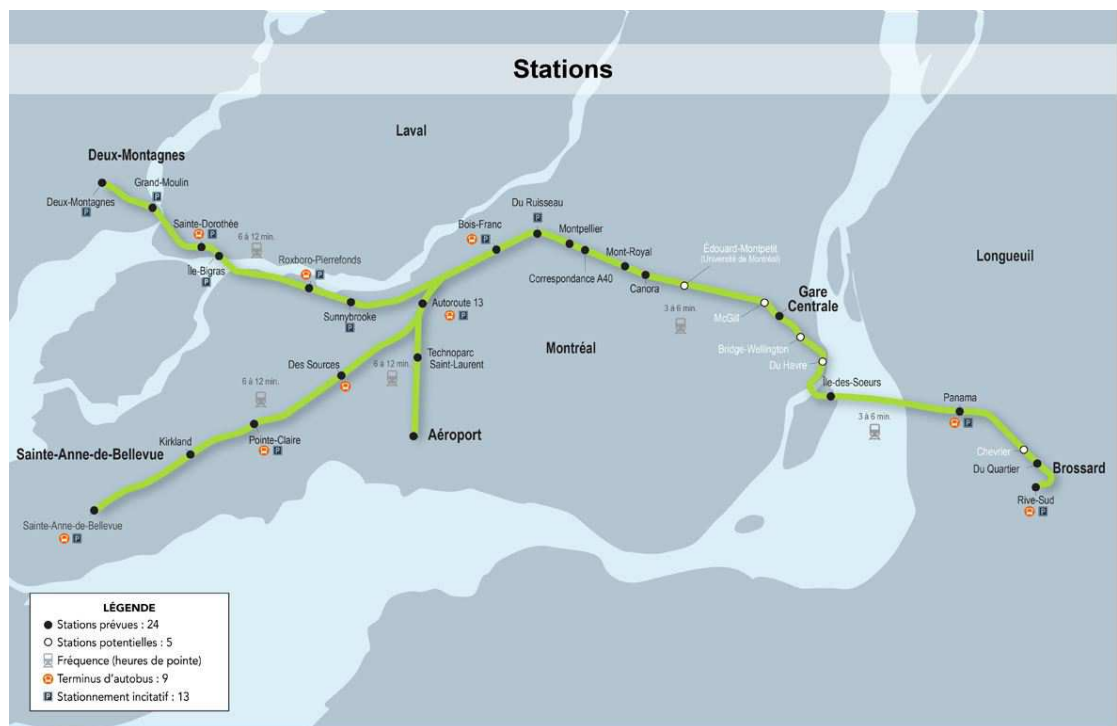 Stations
Laval
Deux-Montagnes
Grand-Moulin
Deux-Montagnes
P
Sainte-Dorothée
P
6 à 12 min.
Île-Bigras
P
Roxboro-Pierrefonds
P
Sunnybrooke
P
Bois-Franc
P
Du Ruisseau
P
Montpellier
Correspondance A40
Mont-Royal
Canora
Édouard-Montpetit
(Université de Montréal)
Longueuil
3 à 6 min.
McGill
Gare
Centrale
Bridge-Wellington
Du Havre
Île-des-Soeurs
Autoroute 13
P
Technoparc
Saint-Laurent
Montréal
6 à 12 min.
Des Sources
6 à 12 min.
Aéroport
Pointe-Claire
P
Kirkland
Sainte-Anne-de-Bellevue
Sainte-Anne-de-Bellevue
P
3 à 6 min.
Panama
P
Chevrier
Du Quartier
Brossard
Rive-Sud
P
LÉGENDE
Stations prévues : 24
Stations potentielles : 5
Fréquence (heures de pointe)
Terminus d'autobus : 9
P Stationnement incitatif : 13